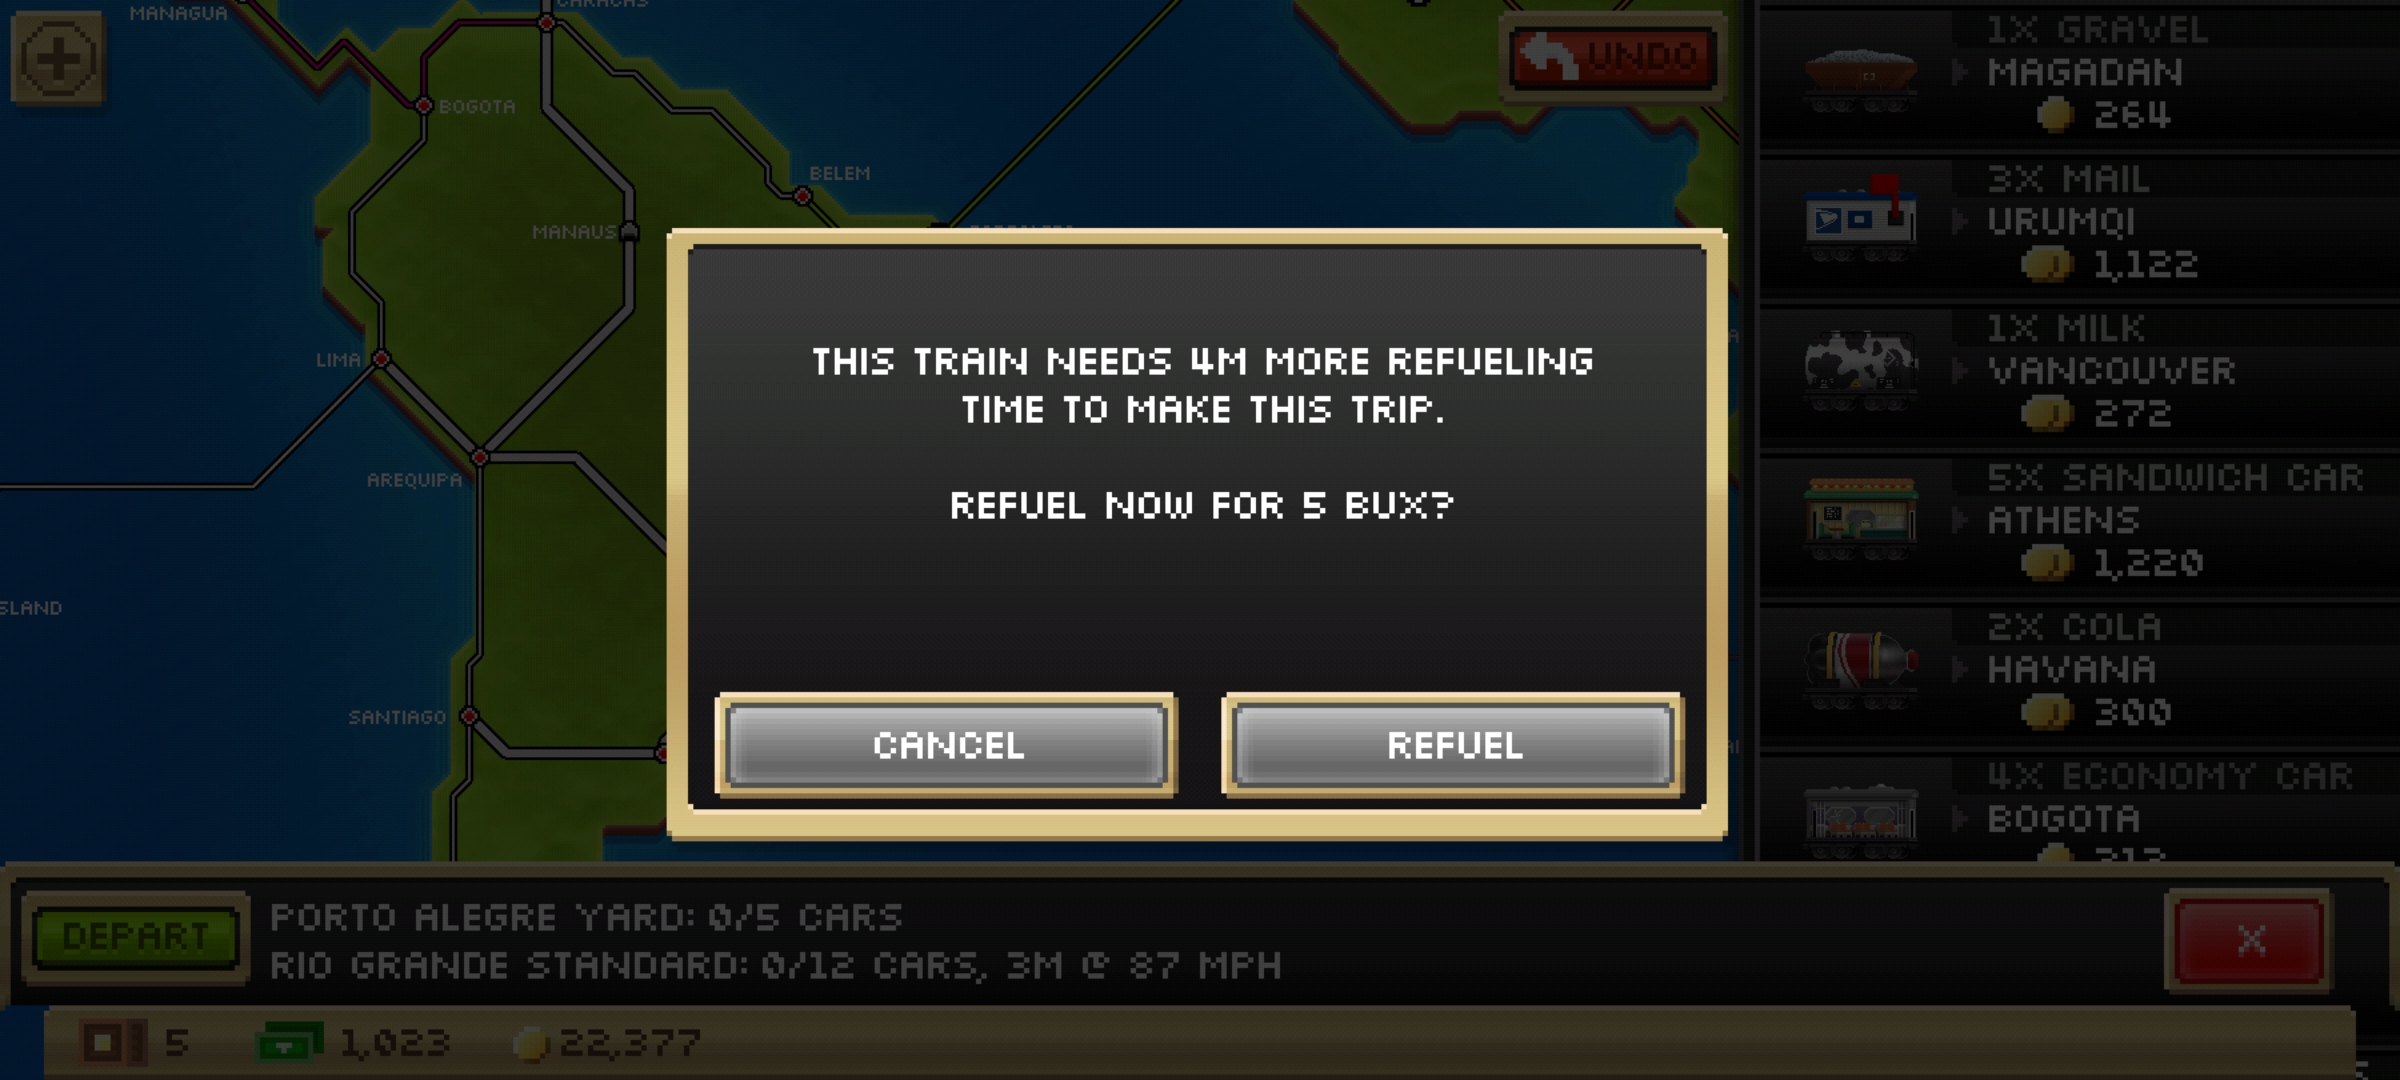 MANAGUA
BOGOTA
BELEM
MANAUS
LIMA
AREQUIPA
SANTIAGO
UNDO
1X GRAVEL
MAGADAN
264
3X MAIL
URUMQI
1,122
1X MILK
VANCOUVER
272
5X SANDWICH CAR
ATHENS
1,220
2X COLA
HAVANA
300
4X ECONOMY CAR
BOGOTA
THIS TRAIN NEEDS 4M MORE REFUELING
TIME TO MAKE THIS TRIP.
REFUEL NOW FOR 5 BUX?
CANCEL
REFUEL
DEPART
PORTO ALEGRE YARD: 0/5 CARS
RIO GRANDE STANDARD: 0/12 CARS, 3M @ 87 MPH
X
5
1,023
22,377